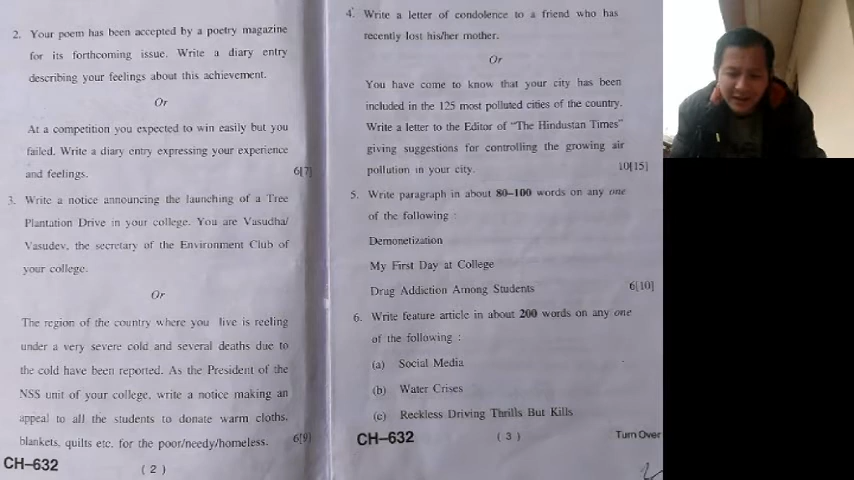 2. Your poem has been accepted by a poetry magazine
for its forthcoming issue. Write a diary entry
describing your feelings about this achievement.
Or
At a competition you expected to win easily but you
failed. Write a diary entry expressing your experience
and feelings. 6[7]
3. Write a notice announcing the launching of a Tree
Plantation Drive in your college. You are Vasudha/
Vasudev, the secretary of the Environment Club of
your college.
Or
The region of the country where you live is reeling
under a very severe cold and several deaths due to
the cold have been reported. As the President of the
NSS unit of your college, write a notice making an
appeal to all the students to donate warm cloths,
blankets, quilts etc. for the poor/needy/homeless. 6[9]
CH–632
( 2 )
4. Write a letter of condolence to a friend who has
recently lost his/her mother.
Or
You have come to know that your city has been
included in the 125 most polluted cities of the country.
Write a letter to the Editor of "The Hindustan Times"
giving suggestions for controlling the growing air
pollution in your city. 10[15]
5. Write paragraph in about 80–100 words on any one
of the following :
Demonetization
My First Day at College
Drug Addiction Among Students 6[10]
6. Write feature article in about 200 words on any one
of the following :
(a) Social Media
(b) Water Crises
(c) Reckless Driving Thrills But Kills
CH–632 ( 3 ) Turn Over